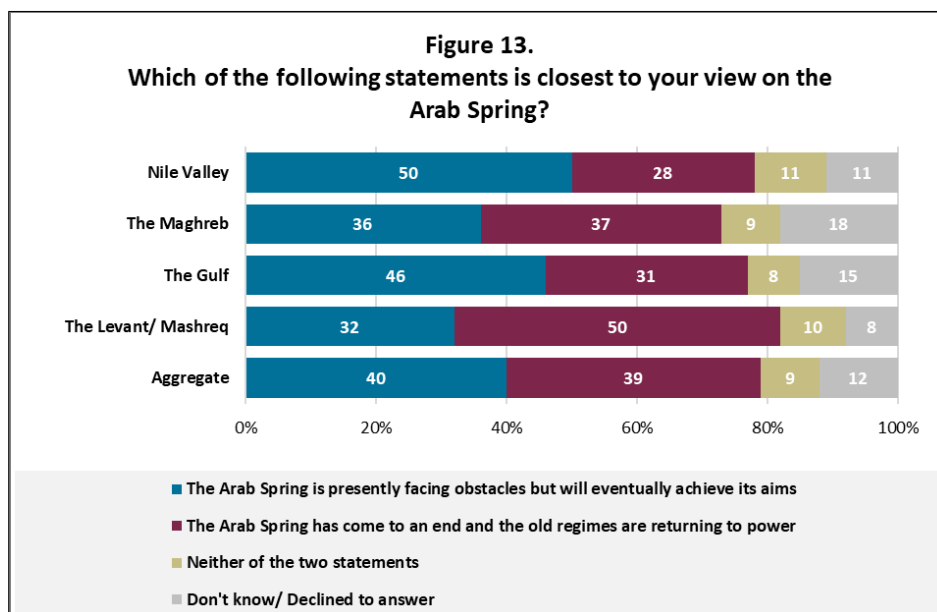 Figure 13.
Which of the following statements is closest to your view on the
Arab Spring?
Nile Valley 50 28 11 11
The Maghreb 36 37 9 18
The Gulf 46 31 8 15
The Levant/ Mashreq 32 50 10 8
Aggregate 40 39 9 12
0% 20% 40% 60% 80% 100%
The Arab Spring is presently facing obstacles but will eventually achieve its aims
The Arab Spring has come to an end and the old regimes are returning to power
Neither of the two statements
Don't know/ Declined to answer